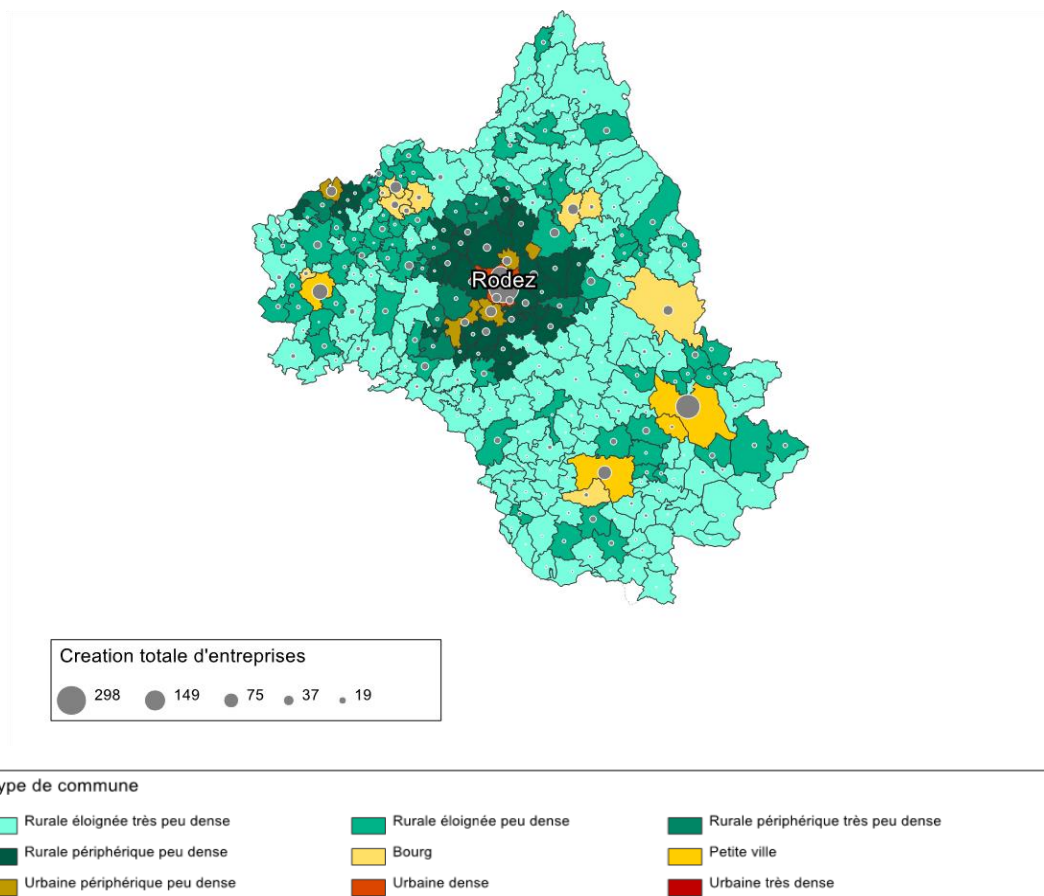 Rodez
Creation totale d'entreprises
298 149 75 37 19
ype de commune
Rurale éloignée très peu dense Rurale éloignée peu dense Rurale périphérique très peu dense
Rurale périphérique peu dense Bourg Petite ville
Urbaine périphérique peu dense Urbaine dense Urbaine très dense